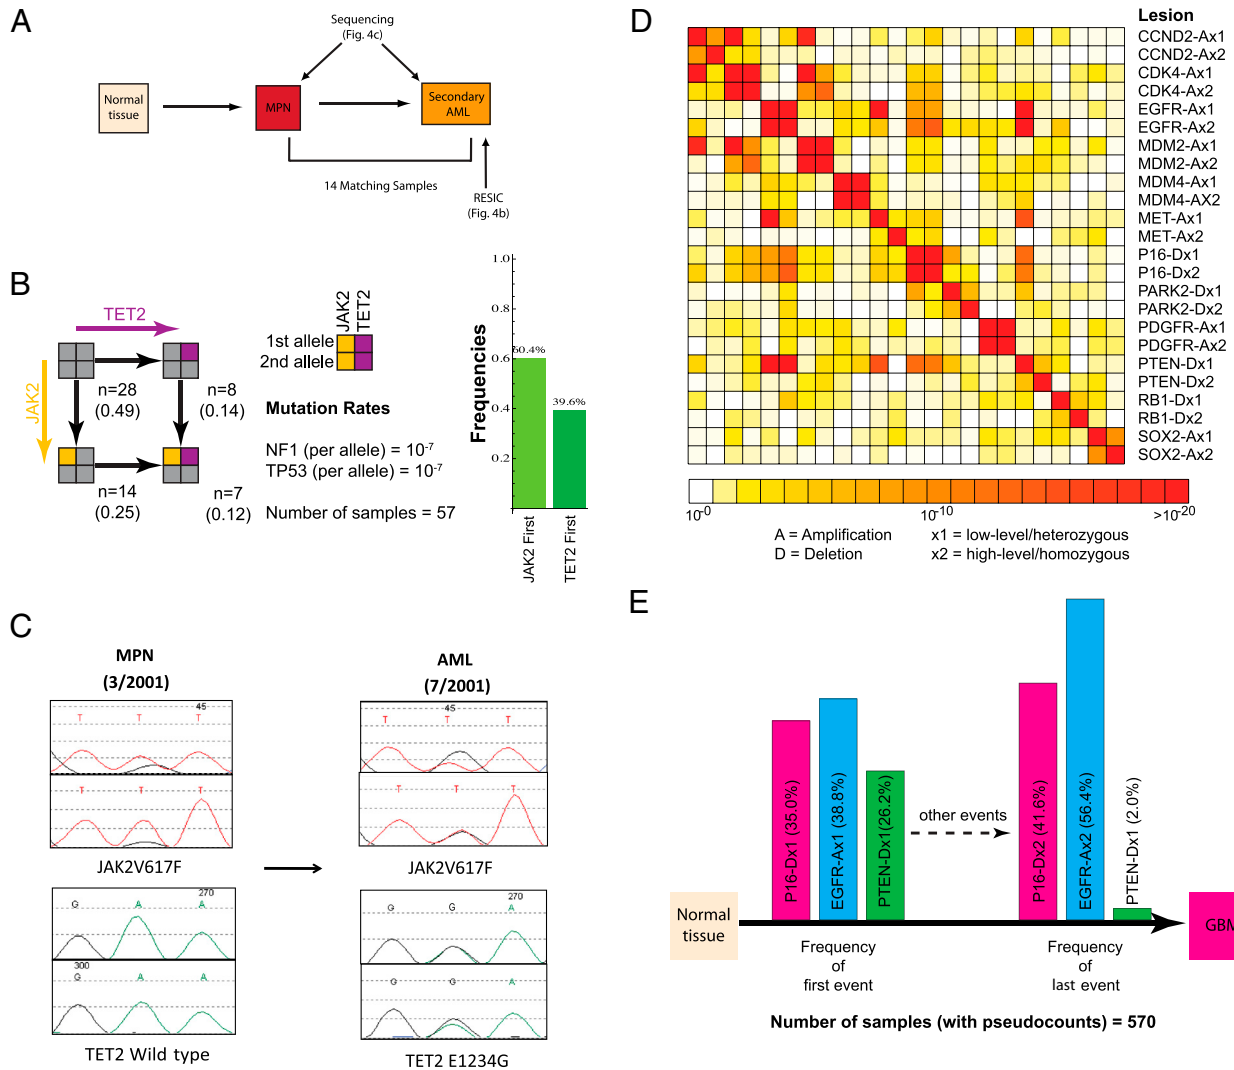 A
Sequencing
(Fig. 4c)
Normal
tissue
MPN
Secondary
AML
14 Matching Samples
RESIC
(Fig. 4b)
B
TET2
JAK2
n=28
(0.49)
n=8
(0.14)
n=14
(0.25)
n=7
(0.12)
JAK2
TET2
1st allele
2nd allele
Mutation Rates
NF1 (per allele) = 10-7
TP53 (per allele) = 10-7
Number of samples = 57
Frequencies
1.0
0.8
0.6
0.4
0.2
60.4%
39.6%
JAK2 First
TET2 First
C
MPN
(3/2001)
AML
(7/2001)
45
T T T
T T T
JAK2V617F
45
T T T
T T T
JAK2V617F
270
G A A
300
G A A
TET2 Wild type
270
G G A
G G A
TET2 E1234G
D
Lesion
CCND2-Ax1
CCND2-Ax2
CDK4-Ax1
CDK4-Ax2
EGFR-Ax1
EGFR-Ax2
MDM2-Ax1
MDM2-Ax2
MDM4-Ax1
MDM4-AX2
MET-Ax1
MET-Ax2
P16-Dx1
P16-Dx2
PARK2-Dx1
PARK2-Dx2
PDGFR-Ax1
PDGFR-Ax2
PTEN-Dx1
PTEN-Dx2
RB1-Dx1
RB1-Dx2
SOX2-Ax1
SOX2-Ax2
10-0
10-10
>10-20
A = Amplification
x1 = low-level/heterozygous
D = Deletion
x2 = high-level/homozygous
E
P16-Dx1 (35.0%)
EGFR-Ax1 (38.8%)
PTEN-Dx1(26.2%)
other events
P16-Dx2 (41.6%)
EGFR-Ax2 (56.4%)
PTEN-Dx1 (2.0%)
Normal
tissue
GBM
Frequency
of
first event
Frequency
of
last event
Number of samples (with pseudocounts) = 570